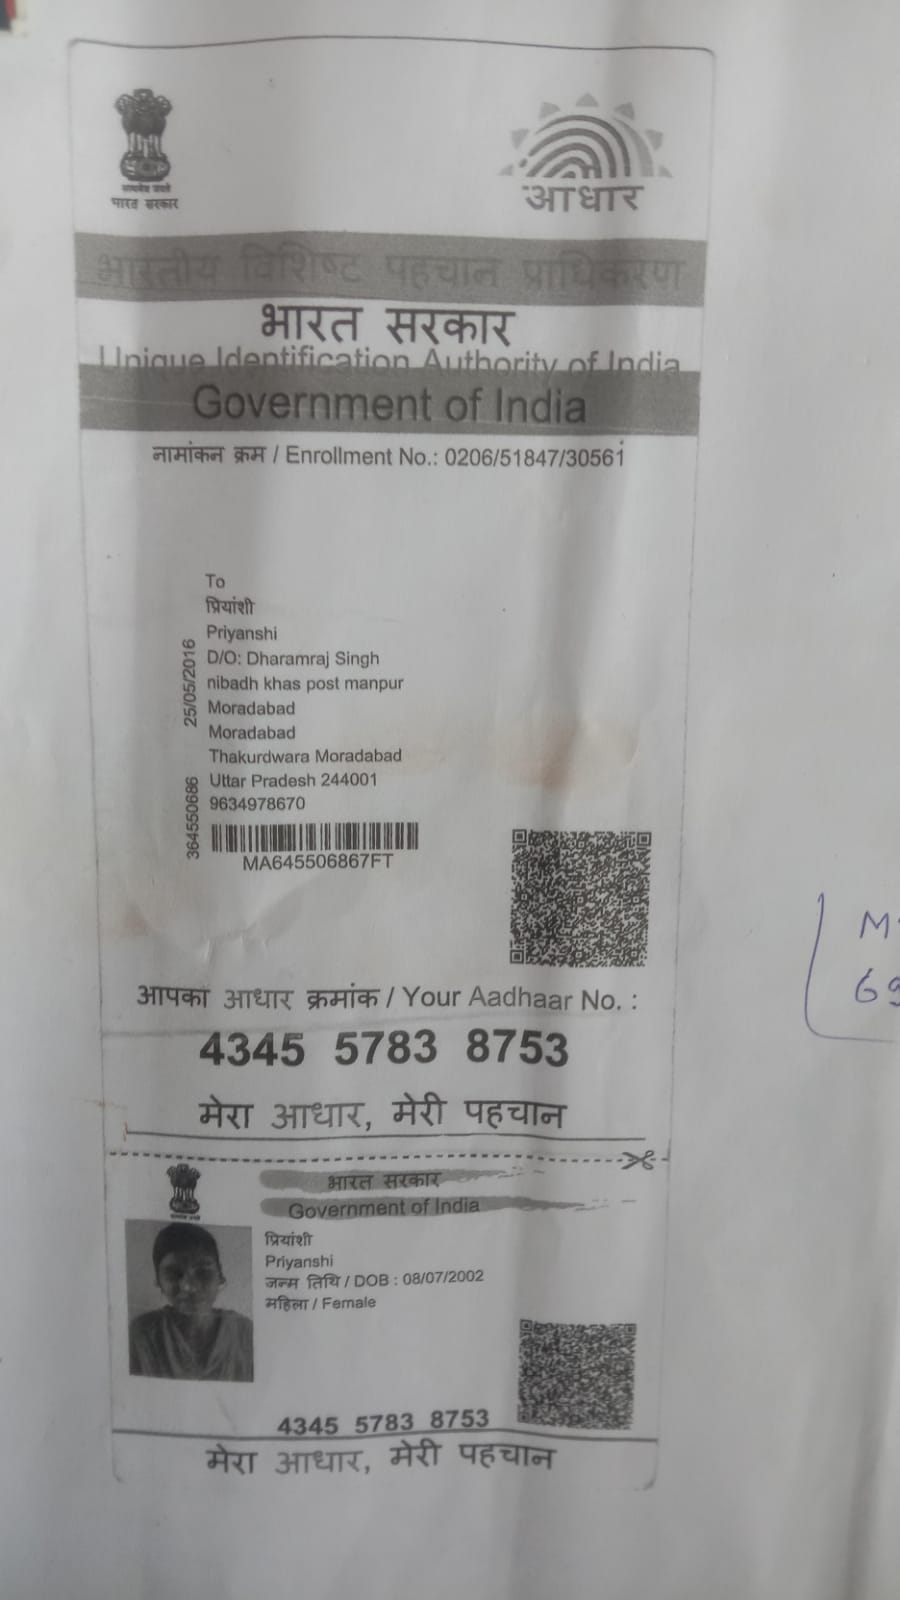 सत्यमेव जयते
भारत सरकार
आधार
भारतीय विशिष्ट पहचान प्राधिकरण
भारत सरकार
Unique Identification Authority of India
Government of India
नामांकन क्रम / Enrollment No.: 0206/51847/30561
To
प्रियांशी
Priyanshi
D/O: Dharamraj Singh
nibadh khas post manpur
Moradabad
Moradabad
Thakurdwara Moradabad
Uttar Pradesh 244001
9634978670
364550686 25/05/2016
MA645506867FT
आपका आधार क्रमांक / Your Aadhaar No. :
4345 5783 8753
मेरा आधार, मेरी पहचान
भारत सरकार
Government of India
प्रियांशी
Priyanshi
जन्म तिथि / DOB : 08/07/2002
महिला / Female
4345 5783 8753
मेरा आधार, मेरी पहचान